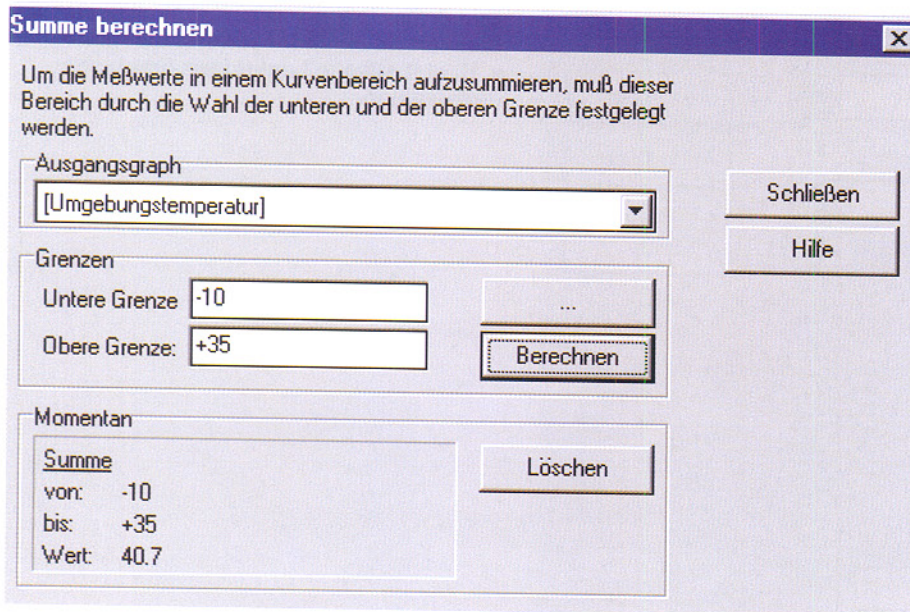 Summe berechnen
Um die Meßwerte in einem Kurvenbereich aufzusummieren, muß dieser
Bereich durch die Wahl der unteren und der oberen Grenze festgelegt
werden.
Ausgangsgraph
[Umgebungstemperatur]
Schließen
Hilfe
Grenzen
Untere Grenze -10
...
Obere Grenze: +35
Berechnen
Momentan
Summe
von: -10
bis: +35
Wert: 40.7
Löschen